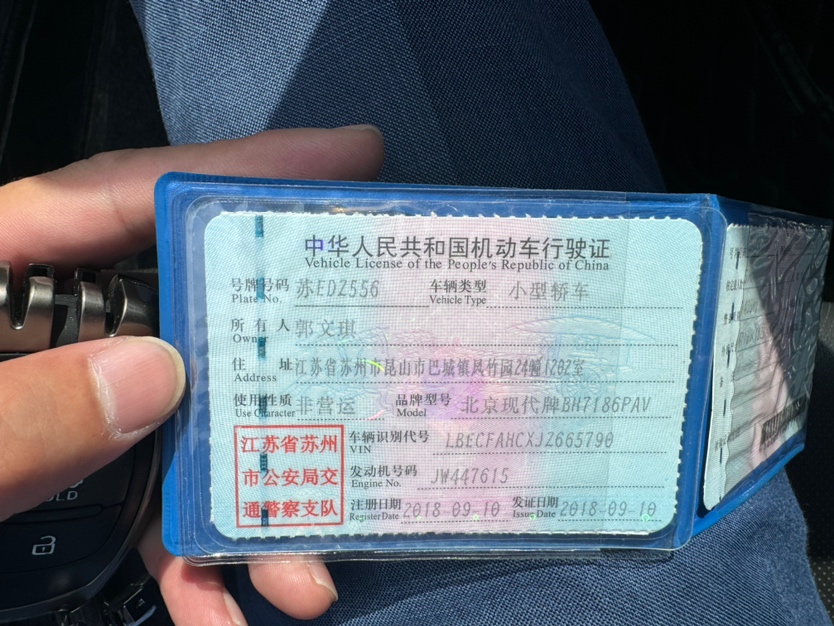 中华人民共和国机动车行驶证
Vehicle License of the People's Republic of China
号牌号码 苏EDZ556 车辆类型 小型轿车
Plate No. Vehicle Type
所有人 郭文琪
Owner
住址 江苏省苏州市昆山市巴城镇凤竹园24幢1202室
Address
使用性质 非营运 品牌型号 北京现代牌BH7186PAV
Use Character Model
车辆识别代号 LBECFAHCXJZ665790
VIN
发动机号码 JW447615
Engine No.
注册日期 2018-09-10 发证日期 2018-09-10
Register Date Issue Date
江苏省苏州
市公安局交
通警察支队